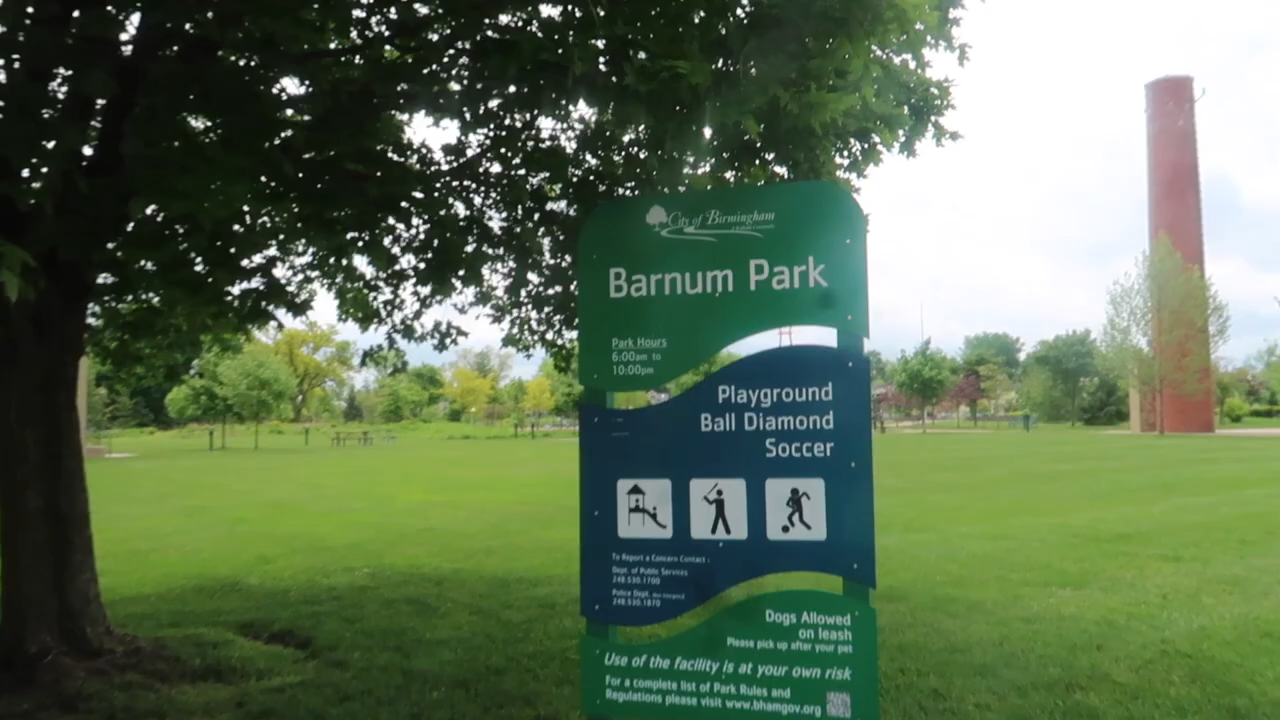 City of Birmingham
Barnum Park
Park Hours
6:00am to
10:00pm
Playground
Ball Diamond
Soccer
To Report a Concern Contact :
Dept. of Public Services
248.530.1700
Police Dept.
248.530.1870
Dogs Allowed
on leash
Please pick up after your pet
Use of the facility is at your own risk
For a complete list of Park Rules and
Regulations please visit www.bhamgov.org